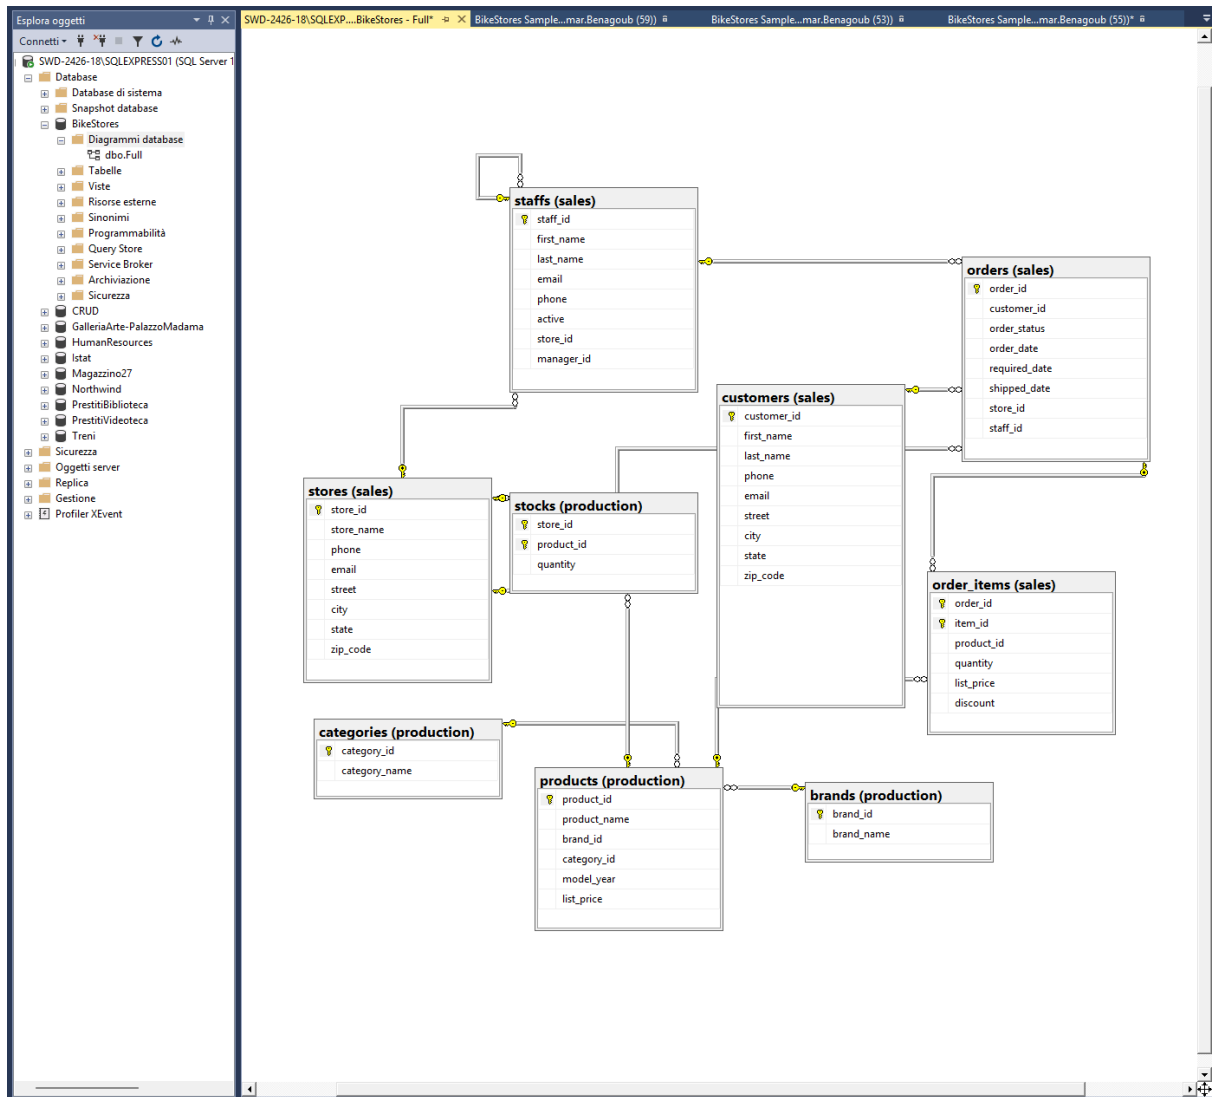 Esplora oggetti
SWD-2426-18\SQLEXP....BikeStores - Full*
BikeStores Sample...mar.Benagoub (59))
BikeStores Sample...mar.Benagoub (53))
BikeStores Sample...mar.Benagoub (55))*
Connetti
SWD-2426-18\SQLEXPRESS01 (SQL Server 1
Database
Database di sistema
Snapshot database
BikeStores
Diagrammi database
dbo.Full
Tabelle
Viste
Risorse esterne
Sinonimi
Programmabilità
Query Store
Service Broker
Archiviazione
Sicurezza
CRUD
GalleriaArte-PalazzoMadama
HumanResources
Istat
Magazzino27
Northwind
PrestitiBiblioteca
PrestitiVideoteca
Treni
Sicurezza
Oggetti server
Replica
Gestione
Profiler XEvent
staffs (sales)
staff_id
first_name
last_name
email
phone
active
store_id
manager_id
orders (sales)
order_id
customer_id
order_status
order_date
required_date
shipped_date
store_id
staff_id
customers (sales)
customer_id
first_name
last_name
phone
email
street
city
state
zip_code
stores (sales)
store_id
store_name
phone
email
street
city
state
zip_code
stocks (production)
store_id
product_id
quantity
order_items (sales)
order_id
item_id
product_id
quantity
list_price
discount
categories (production)
category_id
category_name
products (production)
product_id
product_name
brand_id
category_id
model_year
list_price
brands (production)
brand_id
brand_name